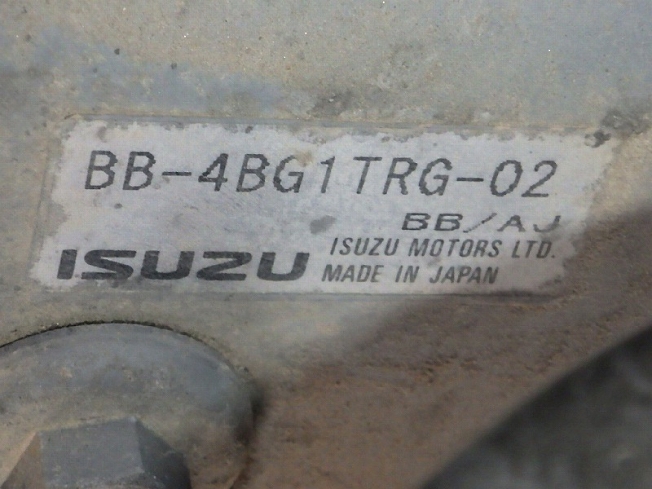 BB-4BG1TRG-02
BB/AJ
ISUZU MOTORS LTD.
ISUZU MADE IN JAPAN